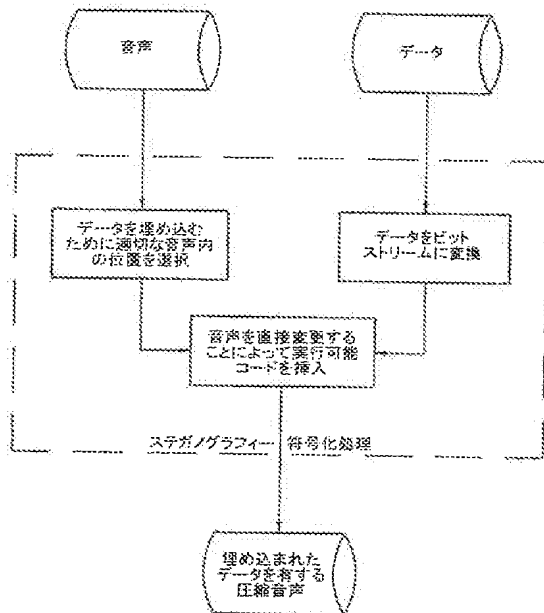 音声
データ
データを埋め込む
ために適切な音声内
の位置を選択
データをビット
ストリームに変換
音声を直接変更する
ことによって実行可能
コードを挿入
ステガノグラフィー 符号化処理
埋め込まれた
データを有する
圧縮音声